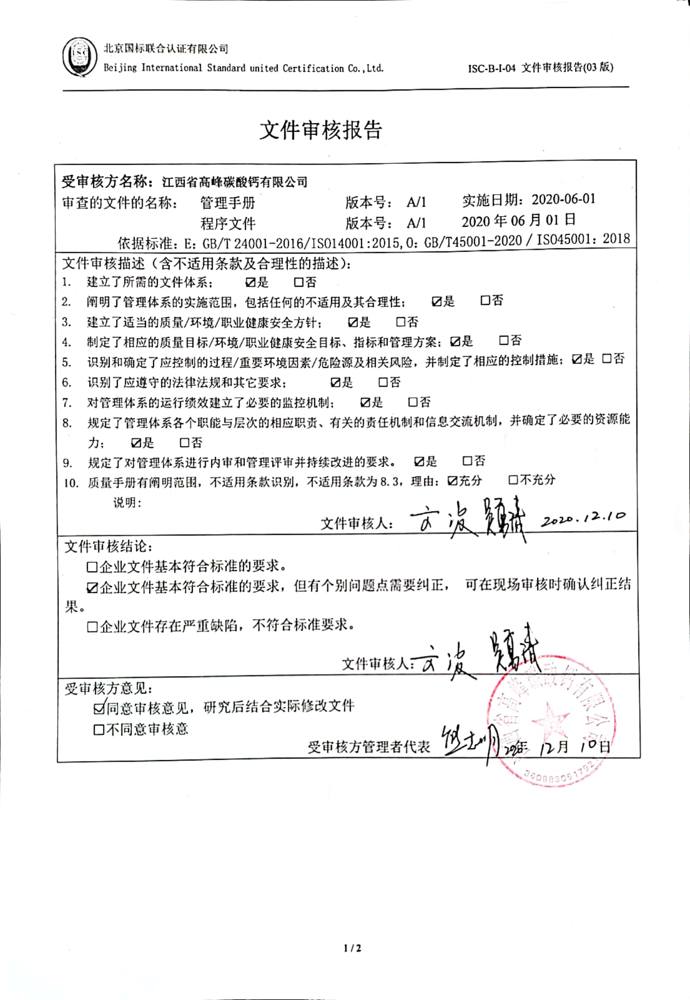 ISC
北京国标联合认证有限公司
Beijing International Standard united Certification Co.,Ltd.
ISC-B-I-04 文件审核报告(03 版)
文件审核报告
受审核方名称：江西省高峰碳酸钙有限公司
审查的文件的名称： 管理手册 版本号： A/1 实施日期：2020-06-01
程序文件 版本号： A/1 2020 年 06 月 01 日
依据标准：E：GB/T 24001-2016/ISO14001:2015,O：GB/T45001-2020 / ISO45001：2018
文件审核描述（含不适用条款及合理性的描述）：
1. 建立了所需的文件体系； ☑是 □否
2. 阐明了管理体系的实施范围，包括任何的不适用及其合理性； ☑是 □否
3. 建立了适当的质量/环境/职业健康安全方针； ☑是 □否
4. 制定了相应的质量目标/环境/职业健康安全目标、指标和管理方案；☑是 □否
5. 识别和确定了应控制的过程/重要环境因素/危险源及相关风险，并制定了相应的控制措施；☑是 □否
6. 识别了应遵守的法律法规和其它要求； ☑是 □否
7. 对管理体系的运行绩效建立了必要的监控机制； ☑是 □否
8. 规定了管理体系各个职能与层次的相应职责、有关的责任机制和信息交流机制，并确定了必要的资源能
力； ☑是 □否
9. 规定了对管理体系进行内审和管理评审并持续改进的要求。 ☑是 □否
10. 质量手册有阐明范围，不适用条款识别，不适用条款为8.3，理由：☑充分 □不充分
说明：
文件审核人： 2020.12.10
文件审核结论：
□企业文件基本符合标准的要求。
☑企业文件基本符合标准的要求，但有个别问题点需要纠正， 可在现场审核时确认纠正结
果。
□企业文件存在严重缺陷，不符合标准要求。
文件审核人：
受审核方意见：
☑同意审核意见，研究后结合实际修改文件
□不同意审核意
受审核方管理者代表 年 12月 10日
省高峰碳酸钙有限公
1 / 2